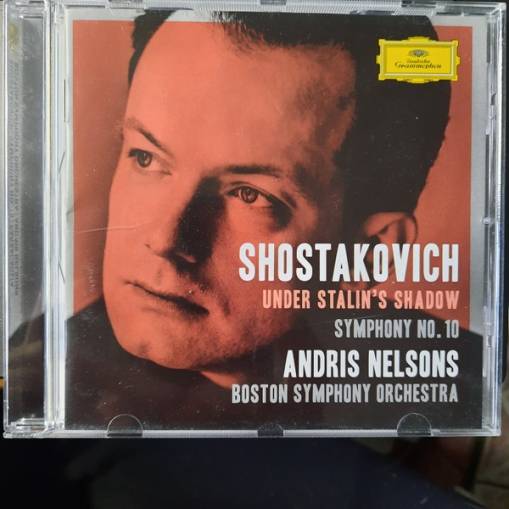 Deutsche
Grammophon
SHOSTAKOVICH
UNDER STALIN'S SHADOW
SYMPHONY NO. 10
ANDRIS NELSONS
BOSTON SYMPHONY ORCHESTRA